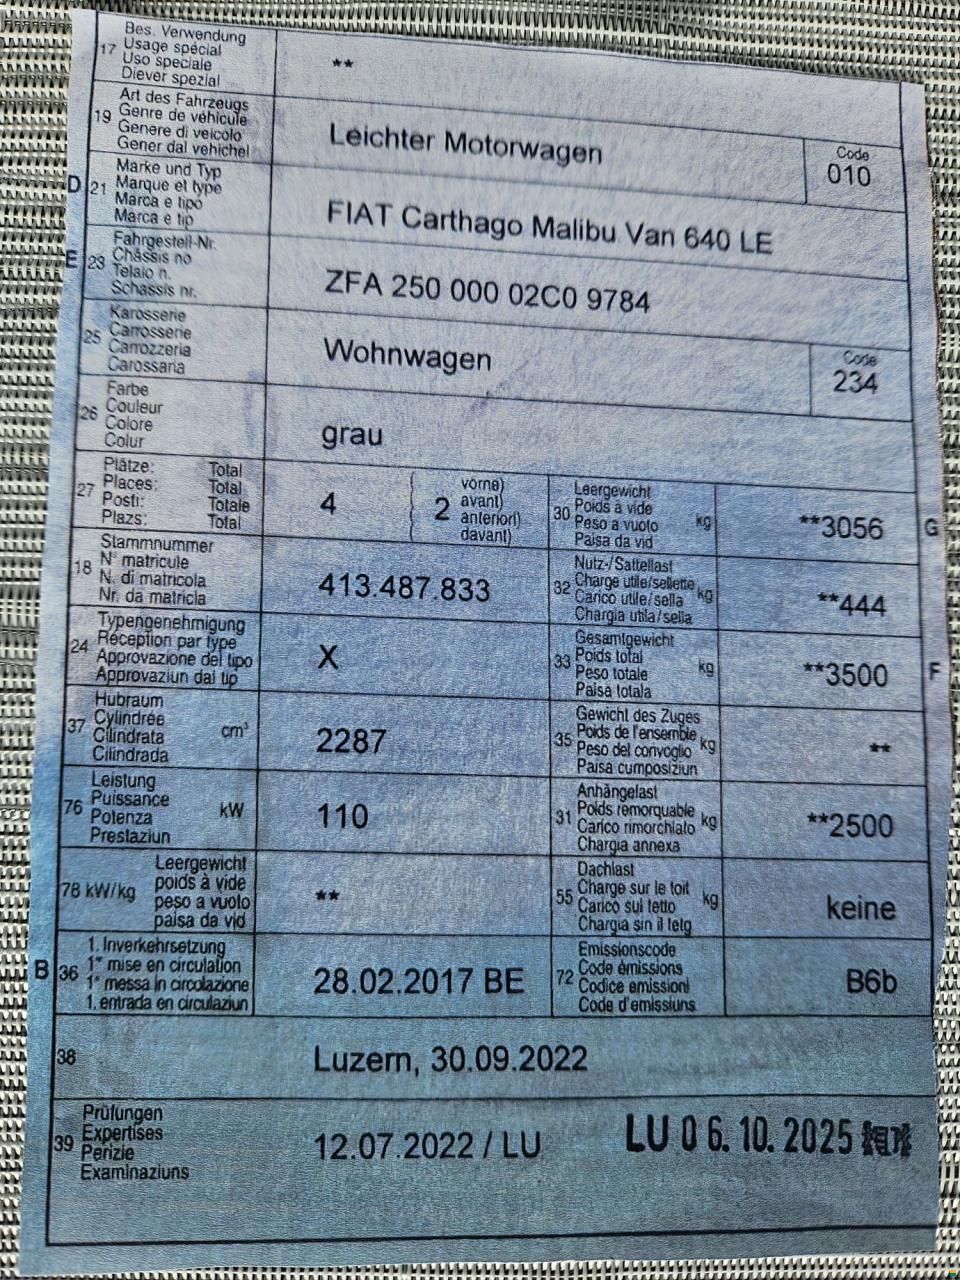 17 Bes. Verwendung
Usage spécial
Uso speciale
Diever spezial
**
19 Art des Fahrzeugs
Genre de véhicule
Genere di veicolo
Gener dal vehichel
Leichter Motorwagen
Code
010
D 21 Marke und Typ
Marque et type
Marca e tipo
Marca e tip
FIAT Carthago Malibu Van 640 LE
E 23 Fahrgestell-Nr.
Châssis no
Telaio n.
Schassis nr.
ZFA 250 000 02C0 9784
25 Karosserie
Carrosserie
Carrozzeria
Carossaria
Wohnwagen
Code
234
26 Farbe
Couleur
Colore
Colur
grau
27 Plätze: Total
Places: Total
Posti: Totale
Plazs: Total
4
2
vorne)
avant)
anteriori)
davant)
30 Leergewicht
Poids à vide
Peso a vuoto
Paisa da vid
kg
**3056
G
18 Stammnummer
N° matricule
N. di matricola
Nr. da matricla
413.487.833
32 Nutz-/Sattellast
Charge utile/sellette
Carico utile/sella
Chargia utila/sella
kg
**444
24 Typengenehmigung
Réception par type
Approvazione del tipo
Approvaziun dal tip
X
33 Gesamtgewicht
Poids total
Peso totale
Paisa totala
kg
**3500
F
37 Hubraum
Cylindrée
Cilindrata
Cilindrada
cm³
2287
35 Gewicht des Zuges
Poids de l'ensemble
Peso del convoglio
Paisa cumposiziun
kg
**
76 Leistung
Puissance
Potenza
Prestaziun
kW
110
31 Anhängelast
Poids remorquable
Carico rimorchiato
Chargia annexa
kg
**2500
78 kW/kg
Leergewicht
poids à vide
peso a vuoto
paisa da vid
**
55 Dachlast
Charge sur le toit
Carico sul tetto
Chargia sin il tetg
kg
keine
B 36 1. Inverkehrsetzung
1re mise en circulation
1a messa in circolazione
1. entrada en circulaziun
28.02.2017 BE
72 Emissionscode
Code émissions
Codice emissioni
Code d'emissiuns
B6b
38
Luzern, 30.09.2022
39 Prüfungen
Expertises
Perizie
Examinaziuns
12.07.2022 / LU
LU 06.10.2025